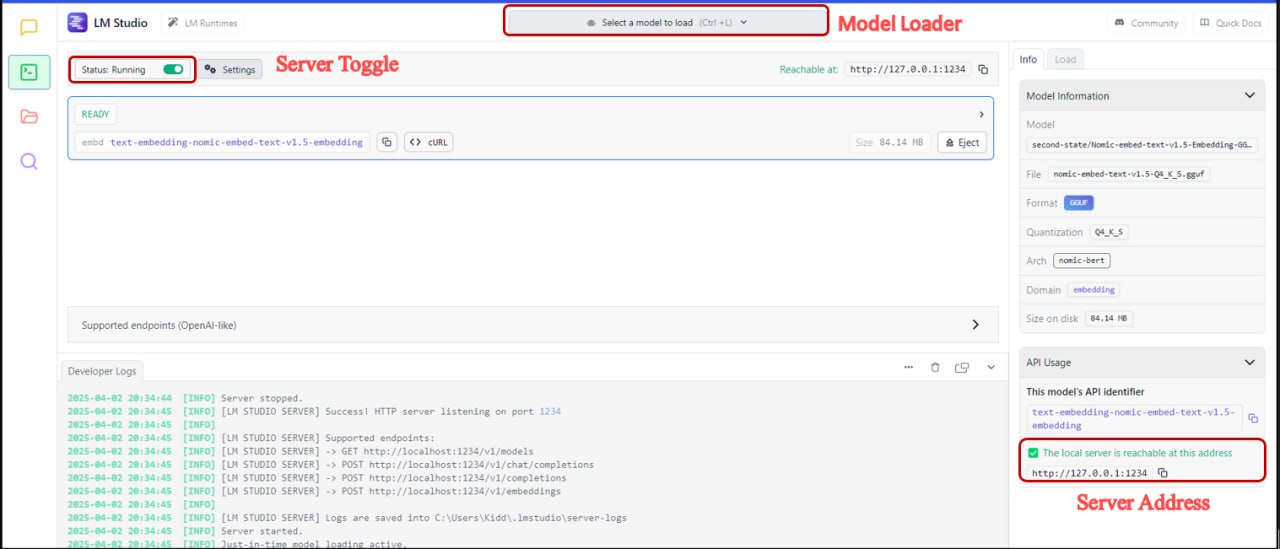 LM Studio
LM Runtimes
Select a model to load (Ctrl +L)
Model Loader
Community
Quick Docs
Status: Running
Settings
Server Toggle
Reachable at: http://127.0.0.1:1234
Info
Load
READY
embd text-embedding-nomic-embed-text-v1.5-embedding
cURL
Size 84.14 MB
Eject
Supported endpoints (OpenAI-like)
Model Information
Model
second-state/Nomic-embed-text-v1.5-Embedding-GG…
File nomic-embed-text-v1.5-Q4_K_S.gguf
Format GGUF
Quantization Q4_K_S
Arch nomic-bert
Domain embedding
Size on disk 84.14 MB
API Usage
This model's API identifier
text-embedding-nomic-embed-text-v1.5-
embedding
The local server is reachable at this address
http://127.0.0.1:1234
Server Address
Developer Logs
2025-04-02 20:34:44 [INFO] Server stopped.
2025-04-02 20:34:45 [INFO] [LM STUDIO SERVER] Success! HTTP server listening on port 1234
2025-04-02 20:34:45 [INFO]
2025-04-02 20:34:45 [INFO] [LM STUDIO SERVER] Supported endpoints:
2025-04-02 20:34:45 [INFO] [LM STUDIO SERVER] -> GET http://localhost:1234/v1/models
2025-04-02 20:34:45 [INFO] [LM STUDIO SERVER] -> POST http://localhost:1234/v1/chat/completions
2025-04-02 20:34:45 [INFO] [LM STUDIO SERVER] -> POST http://localhost:1234/v1/completions
2025-04-02 20:34:45 [INFO] [LM STUDIO SERVER] -> POST http://localhost:1234/v1/embeddings
2025-04-02 20:34:45 [INFO]
2025-04-02 20:34:45 [INFO] [LM STUDIO SERVER] Logs are saved into C:\Users\Kidd\.lmstudio\server-logs
2025-04-02 20:34:45 [INFO] Server started.
2025-04-02 20:34:45 [INFO] Just-in-time model loading active.